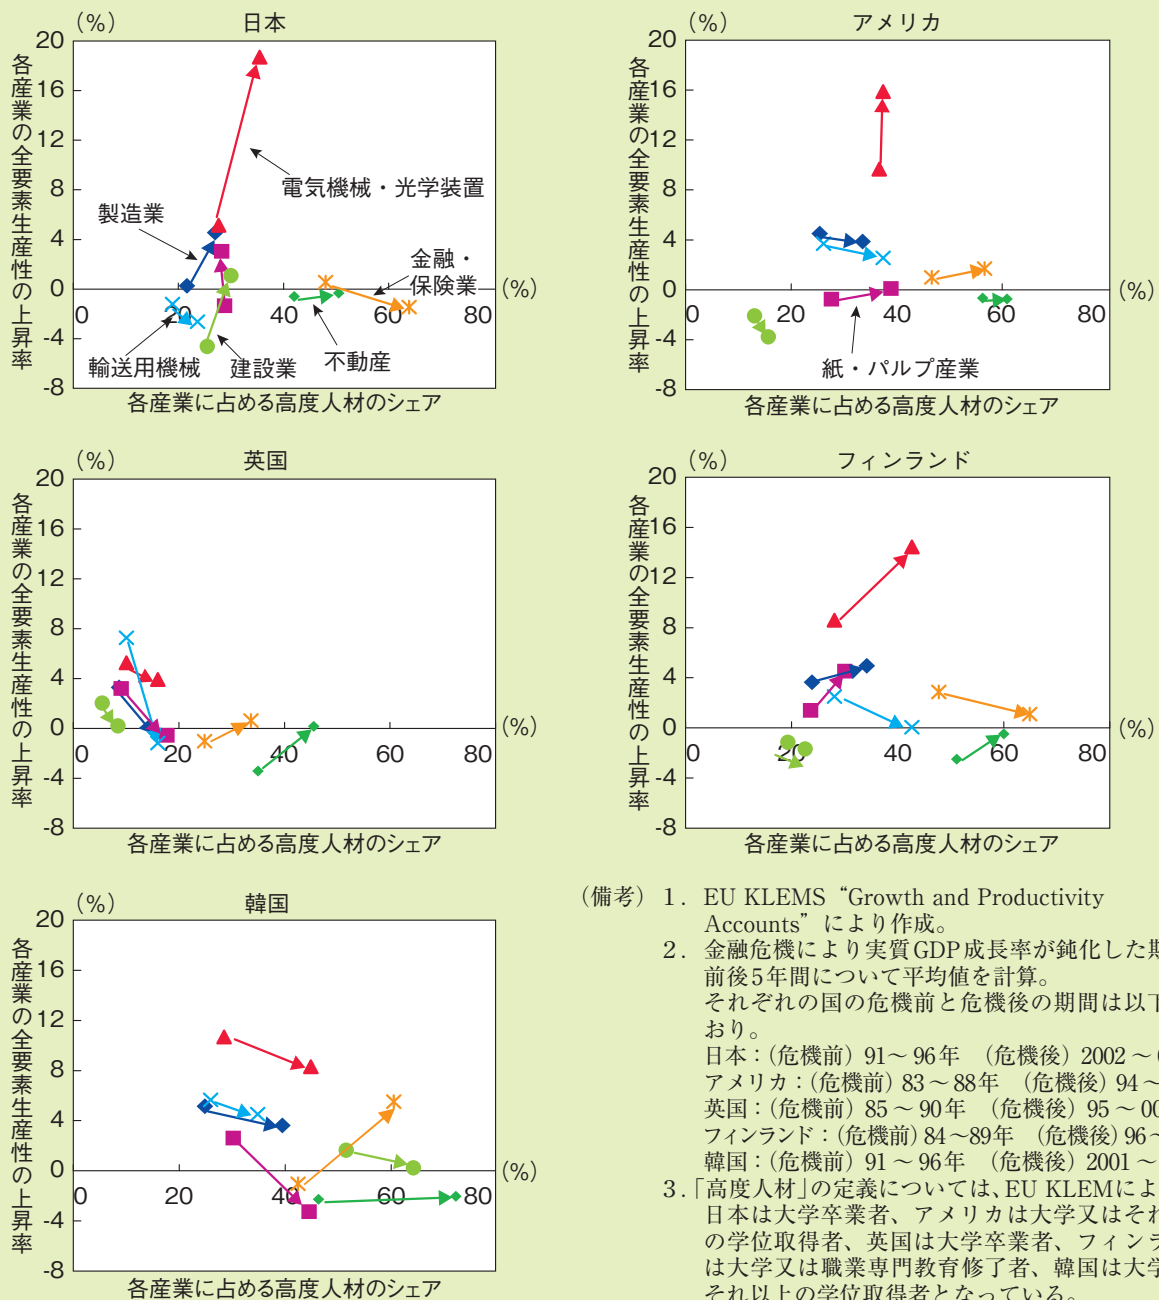 (%)
日本
各産業の全要素生産性の上昇率
20
16
12
8
4
0
-4
-8
0
20
40
60
80
(%)
製造業
電気機械・光学装置
金融・
保険業
輸送用機械
建設業
不動産
各産業に占める高度人材のシェア
(%)
アメリカ
各産業の全要素生産性の上昇率
20
16
12
8
4
0
-4
-8
0
20
40
60
80
(%)
紙・パルプ産業
各産業に占める高度人材のシェア
(%)
英国
各産業の全要素生産性の上昇率
20
16
12
8
4
0
-4
-8
0
20
40
60
80
(%)
各産業に占める高度人材のシェア
(%)
フィンランド
各産業の全要素生産性の上昇率
20
16
12
8
4
0
-4
-8
0
20
40
60
80
(%)
各産業に占める高度人材のシェア
(%)
韓国
各産業の全要素生産性の上昇率
20
16
12
8
4
0
-4
-8
0
20
40
60
80
(%)
各産業に占める高度人材のシェア
(備考) 1. EU KLEMS “Growth and Productivity
Accounts”により作成。
2. 金融危機により実質GDP成長率が鈍化した期
前後5年間について平均値を計算。
それぞれの国の危機前と危機後の期間は以下
おり。
日本：(危機前) 91～96年 (危機後) 2002～
アメリカ：(危機前) 83～88年 (危機後) 94～
英国：(危機前) 85～90年 (危機後) 95～00
フィンランド：(危機前) 84～89年 (危機後) 96～
韓国：(危機前) 91～96年 (危機後) 2001～
3.「高度人材」の定義については、EU KLEMによ
日本は大学卒業者、アメリカは大学又はそれ
の学位取得者、英国は大学卒業者、フィンラ
は大学又は職業専門教育修了者、韓国は大学
それ以上の学位取得者となっている。